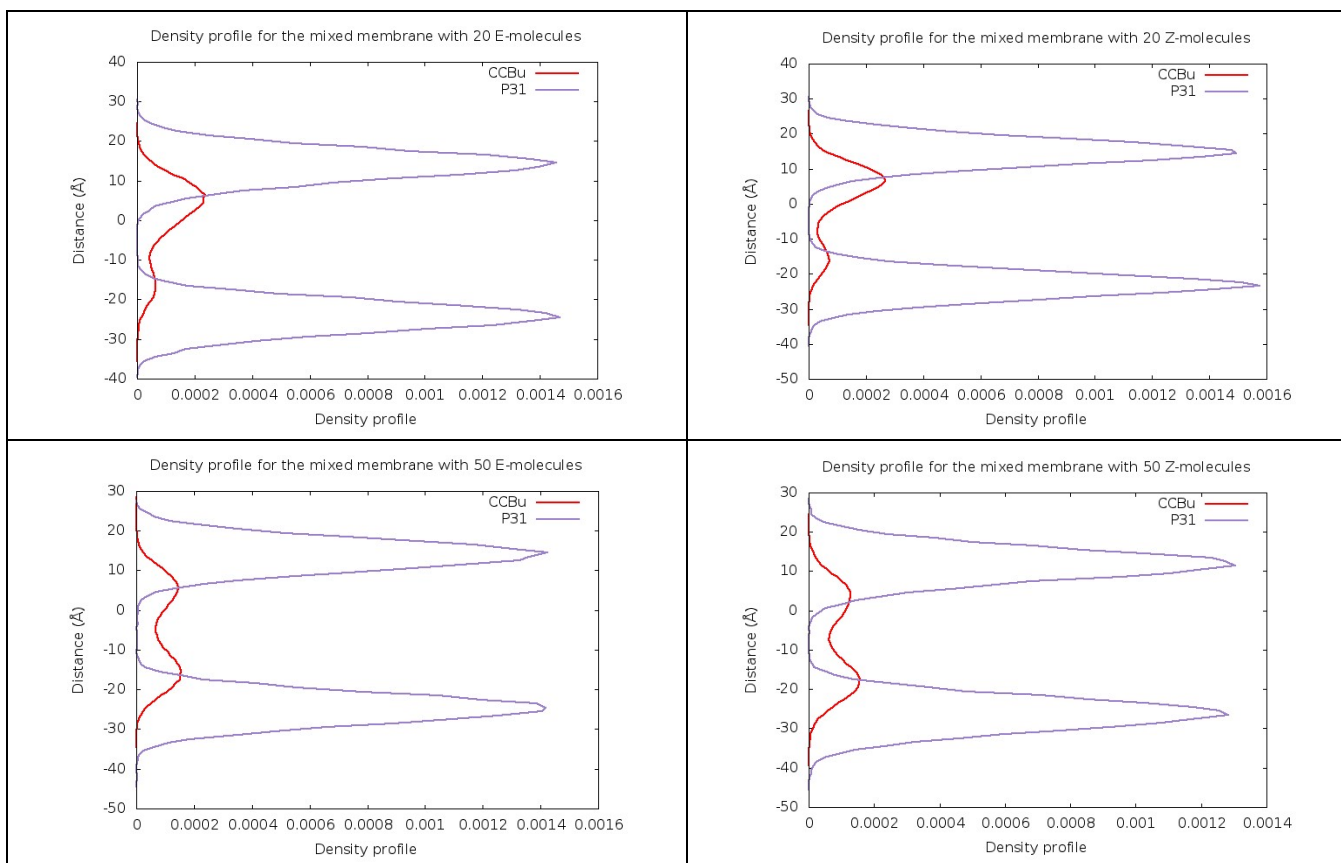 Density profile for the mixed membrane with 20 E-molecules
CCBu
P31
40
30
20
10
0
-10
-20
-30
-40
Distance (Å)
0 0.0002 0.0004 0.0006 0.0008 0.001 0.0012 0.0014 0.0016
Density profile
Density profile for the mixed membrane with 20 Z-molecules
CCBu
P31
40
30
20
10
0
-10
-20
-30
-40
-50
Distance (Å)
0 0.0002 0.0004 0.0006 0.0008 0.001 0.0012 0.0014 0.0016
Density profile
Density profile for the mixed membrane with 50 E-molecules
CCBu
P31
30
20
10
0
-10
-20
-30
-40
-50
Distance (Å)
0 0.0002 0.0004 0.0006 0.0008 0.001 0.0012 0.0014 0.0016
Density profile
Density profile for the mixed membrane with 50 Z-molecules
CCBu
P31
30
20
10
0
-10
-20
-30
-40
-50
Distance (Å)
0 0.0002 0.0004 0.0006 0.0008 0.001 0.0012 0.0014
Density profile